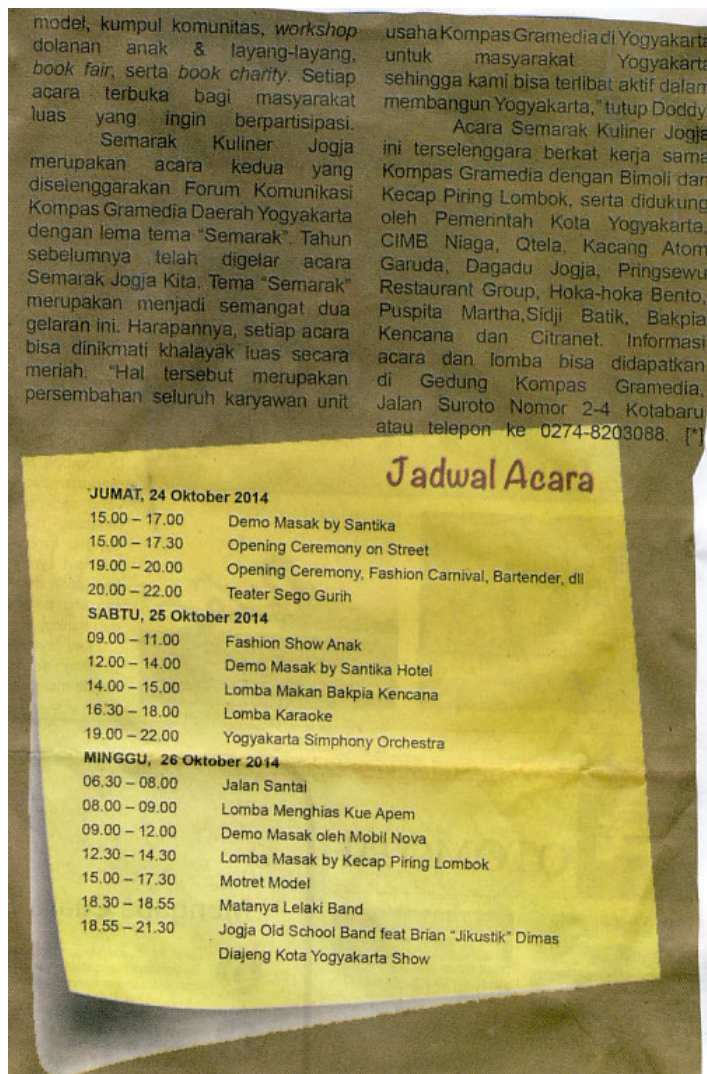 model, kumpul komunitas, workshop
dolanan anak & layang-layang,
book fair, serta book charity. Setiap
acara terbuka bagi masyarakat
luas yang ingin berpartisipasi.
Semarak Kuliner Jogja
merupakan acara kedua yang
diselenggarakan Forum Komunikasi
Kompas Gramedia Daerah Yogyakarta
dengan lema tema “Semarak”. Tahun
sebelumnya telah digelar acara
Semarak Jogja Kita. Tema “Semarak”
merupakan menjadi semangat dua
gelaran ini. Harapannya, setiap acara
bisa dinikmati khalayak luas secara
meriah. “Hal tersebut merupakan
persembahan seluruh karyawan unit
usaha Kompas Gramedia di Yogyakarta
untuk masyarakat Yogyakarta
sehingga kami bisa terlibat aktif dalam
membangun Yogyakarta,” tutup Doddy
Acara Semarak Kuliner Jogja
ini terselenggara berkat kerja sama
Kompas Gramedia dengan Bimoli dan
Kecap Piring Lombok, serta didukung
oleh Pemerintah Kota Yogyakarta,
CIMB Niaga, Qtela, Kacang Atom
Garuda, Dagadu Jogja, Pringsewu
Restaurant Group, Hoka-hoka Bento,
Puspita Martha,Sidji Batik, Bakpia
Kencana dan Citranet. Informasi
acara dan lomba bisa didapatkan
di Gedung Kompas Gramedia,
Jalan Suroto Nomor 2-4 Kotabaru
atau telepon ke 0274-8203088. [*]
Jadwal Acara
JUMAT, 24 Oktober 2014
15.00 – 17.00 Demo Masak by Santika
15.00 – 17.30 Opening Ceremony on Street
19.00 – 20.00 Opening Ceremony, Fashion Carnival, Bartender, dll
20.00 – 22.00 Teater Sego Gurih
SABTU, 25 Oktober 2014
09.00 – 11.00 Fashion Show Anak
12.00 – 14.00 Demo Masak by Santika Hotel
14.00 – 15.00 Lomba Makan Bakpia Kencana
16.30 – 18.00 Lomba Karaoke
19.00 – 22.00 Yogyakarta Simphony Orchestra
MINGGU, 26 Oktober 2014
06.30 – 08.00 Jalan Santai
08.00 – 09.00 Lomba Menghias Kue Apem
09.00 – 12.00 Demo Masak oleh Mobil Nova
12.30 – 14.30 Lomba Masak by Kecap Piring Lombok
15.00 – 17.30 Motret Model
18.30 – 18.55 Matanya Lelaki Band
18.55 – 21.30 Jogja Old School Band feat Brian “Jikustik” Dimas
Diajeng Kota Yogyakarta Show